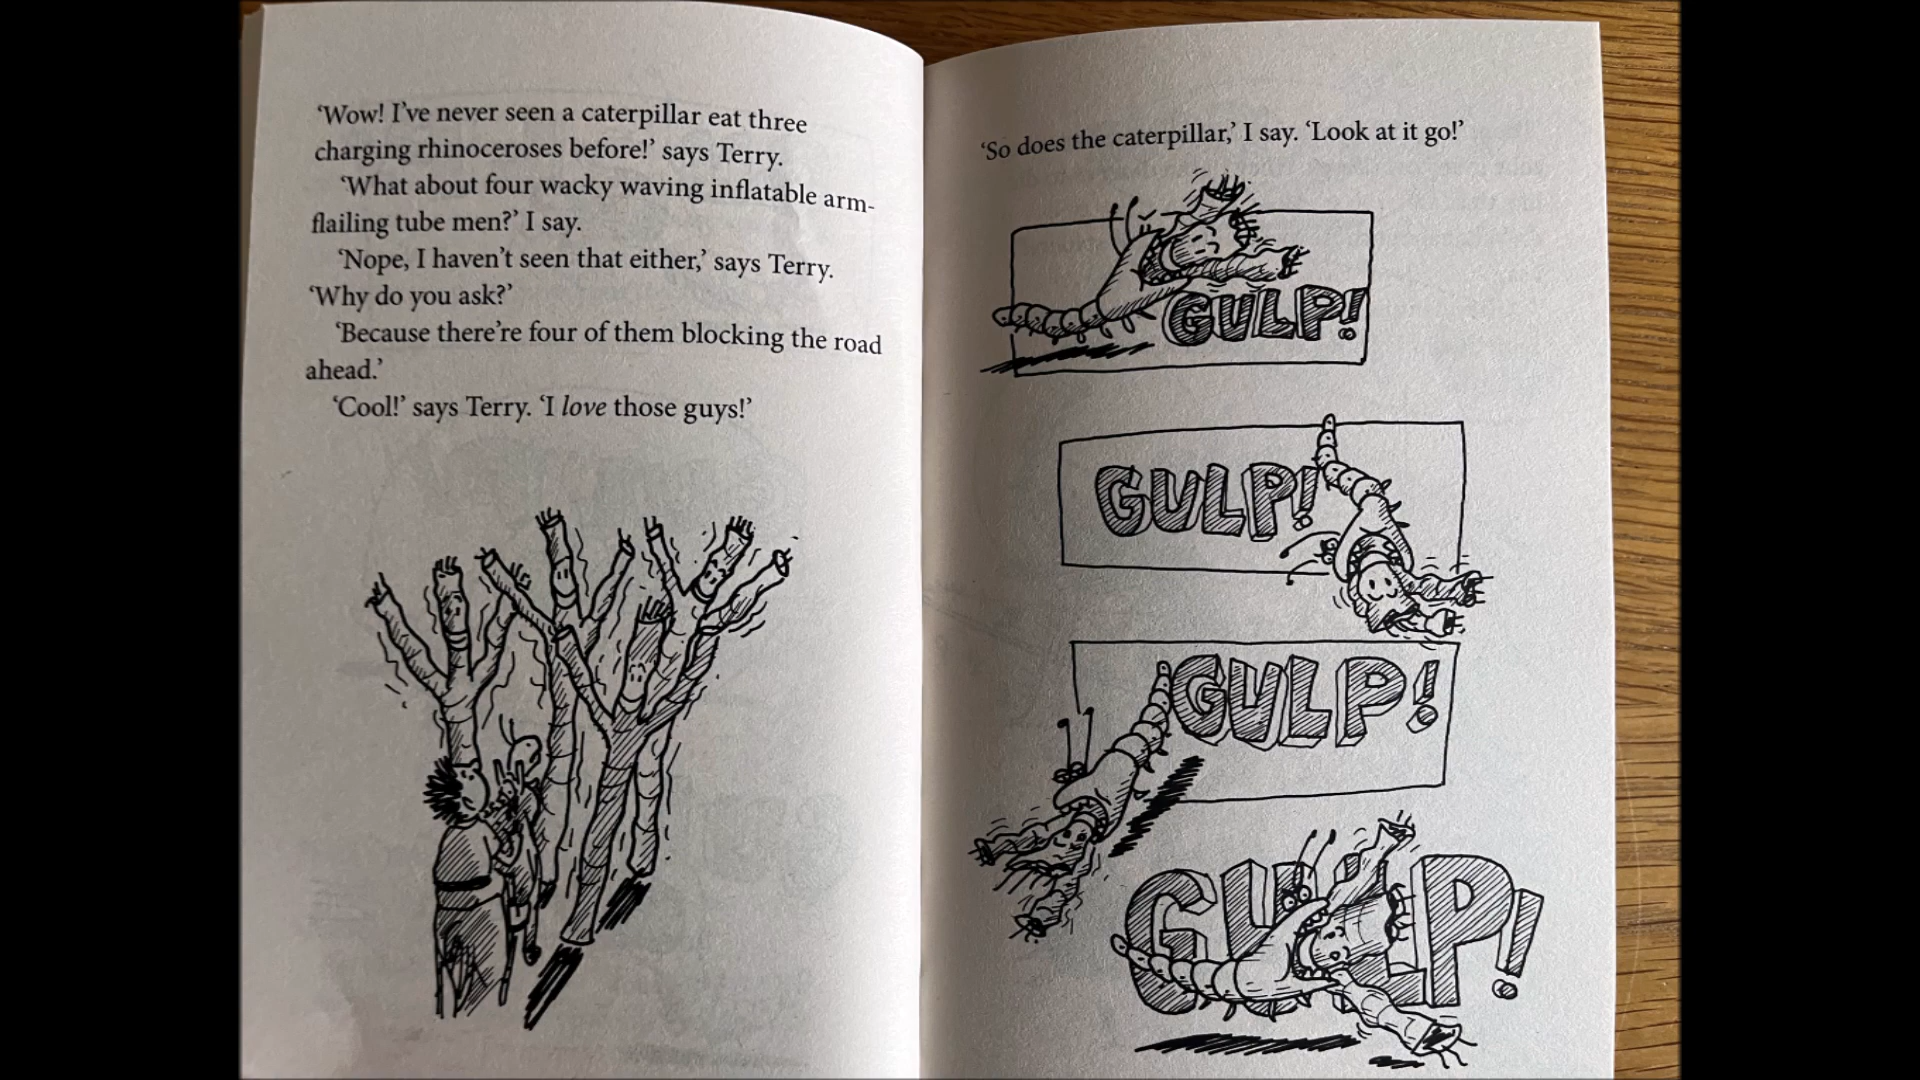 ‘Wow! I’ve never seen a caterpillar eat three
charging rhinoceroses before!’ says Terry.
‘What about four wacky waving inflatable arm-
flailing tube men?’ I say.
‘Nope, I haven’t seen that either,’ says Terry.
‘Why do you ask?’
‘Because there’re four of them blocking the road
ahead.’
‘Cool!’ says Terry. ‘I love those guys!’
‘So does the caterpillar,’ I say. ‘Look at it go!’
GULP!
GULP!
GULP!
GULP!